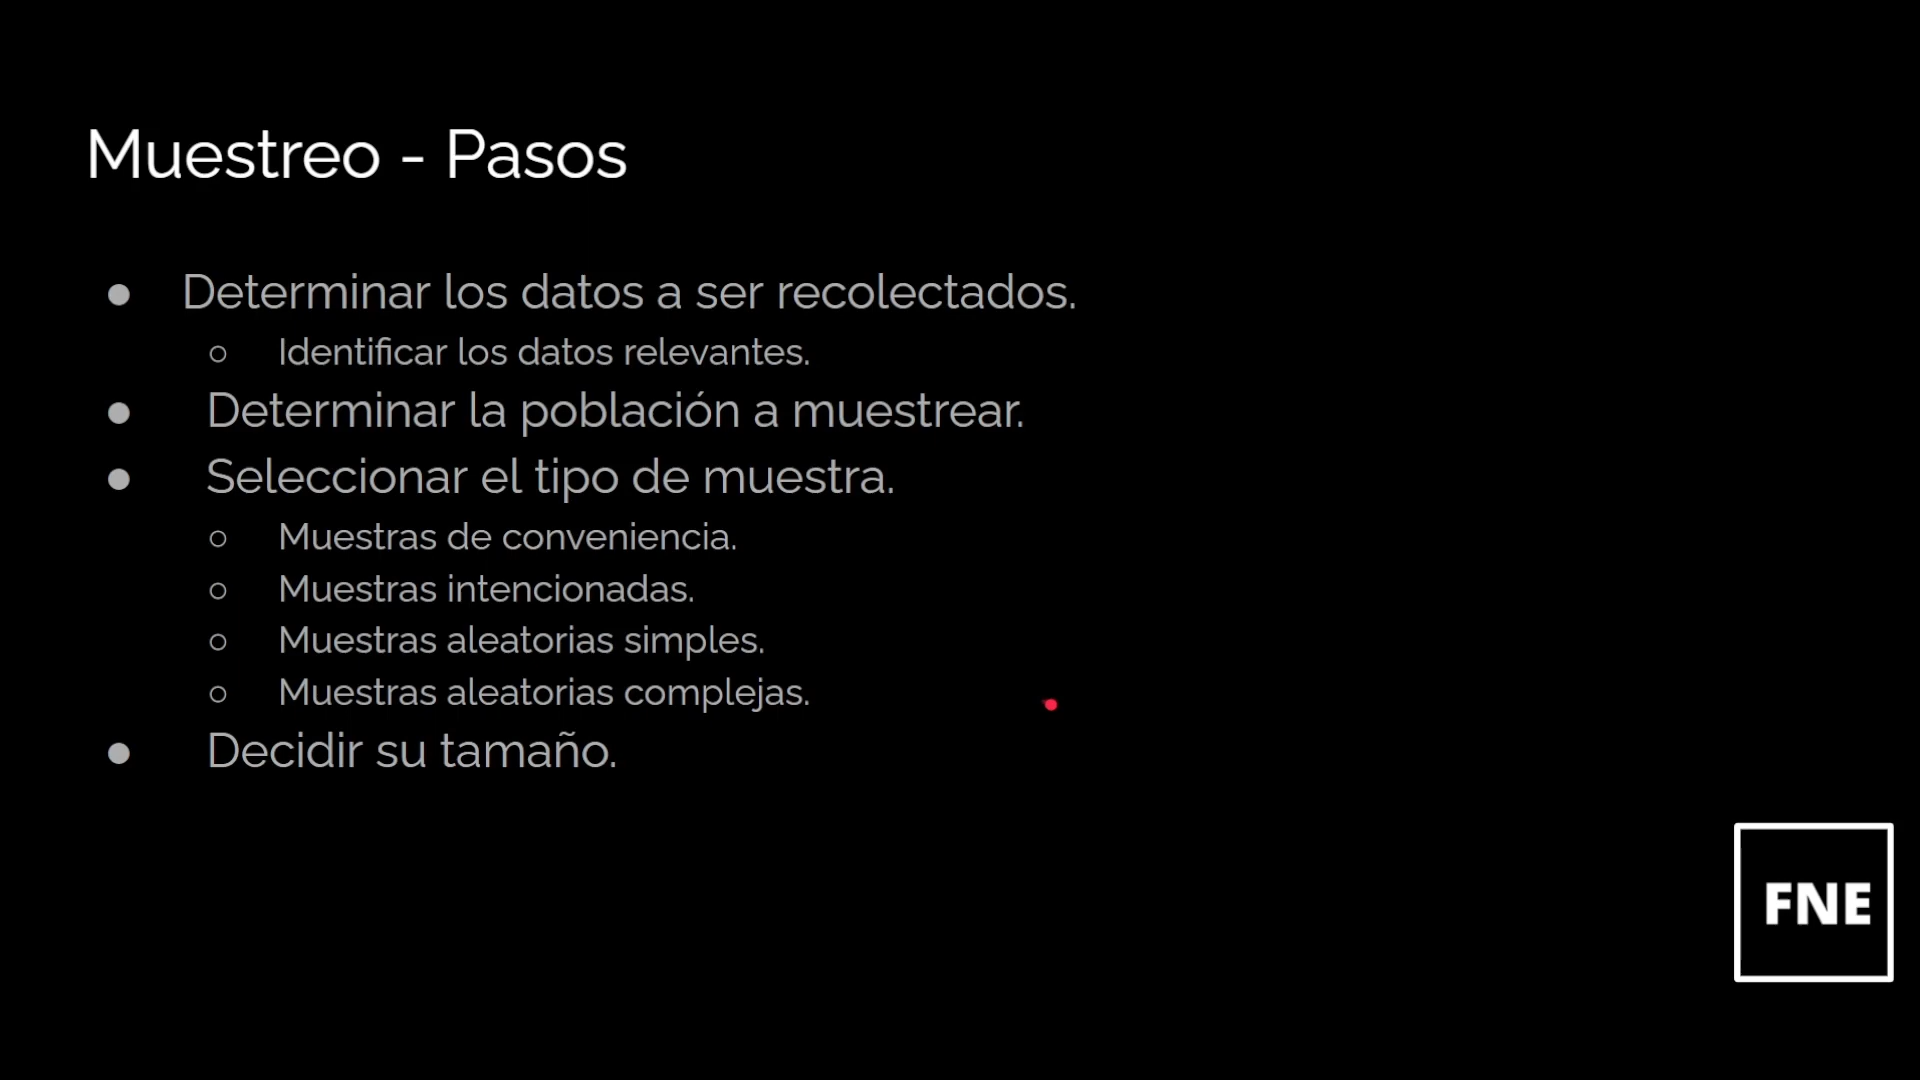 Muestreo - Pasos
● Determinar los datos a ser recolectados.
○ Identificar los datos relevantes.
● Determinar la población a muestrear.
● Seleccionar el tipo de muestra.
○ Muestras de conveniencia.
○ Muestras intencionadas.
○ Muestras aleatorias simples.
○ Muestras aleatorias complejas.
● Decidir su tamaño.
FNE